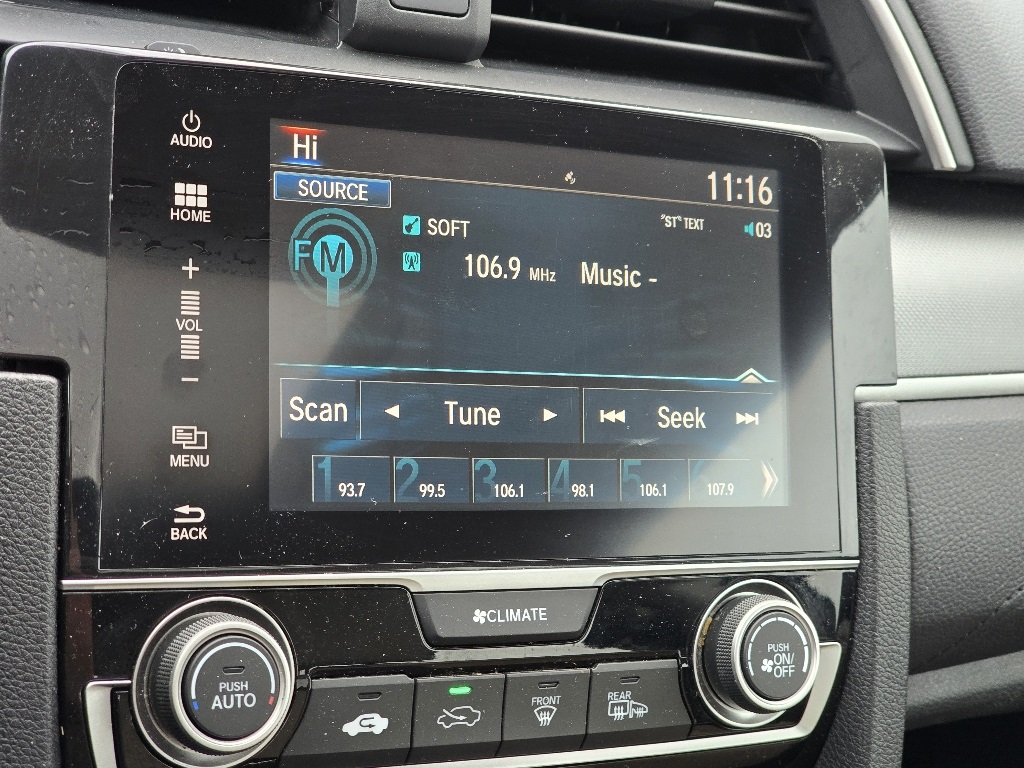 AUDIO
Hi
11:16
HOME
SOURCE
FM
SOFT
"ST" TEXT
03
+
106.9 MHz Music -
VOL
-
Scan
Tune
Seek
MENU
1 93.7
2 99.5
3 106.1
4 98.1
5 106.1
6 107.9
BACK
CLIMATE
PUSH
AUTO
FRONT
REAR
PUSH
ON/
OFF